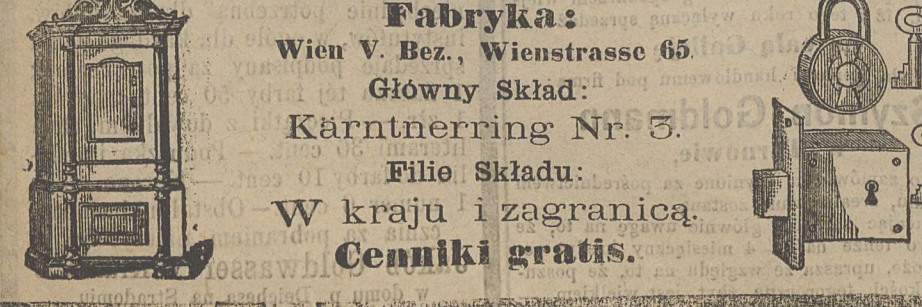 Fabryka:
Wien V. Bez., Wienstrasse 65.
Główny Skład:
Kärntnerring Nr. 3.
Filie Składu:
W kraju i zagranicą.
Cenniki gratis.